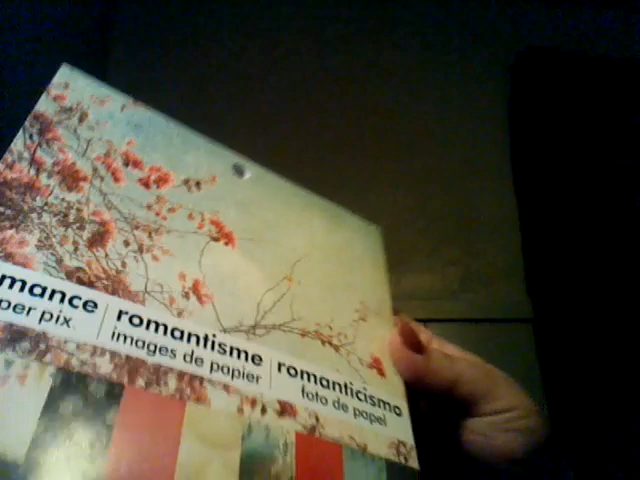 mance | romantisme | romanticismo
per pix | images de papier | foto de papel